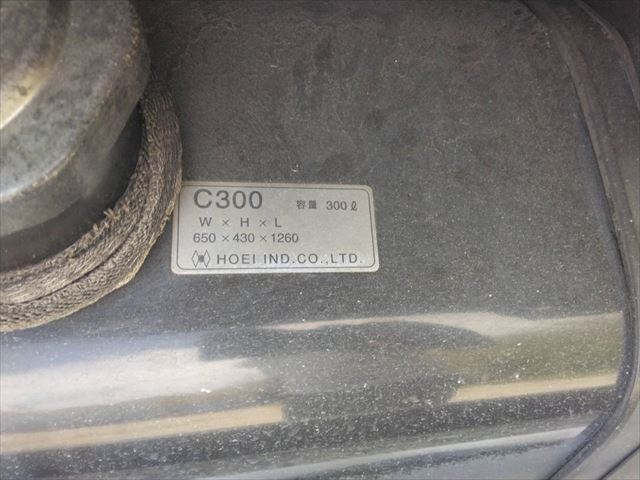 C300 容量 300ℓ
W × H × L
650 × 430 × 1260
HOEI IND.CO.,LTD.